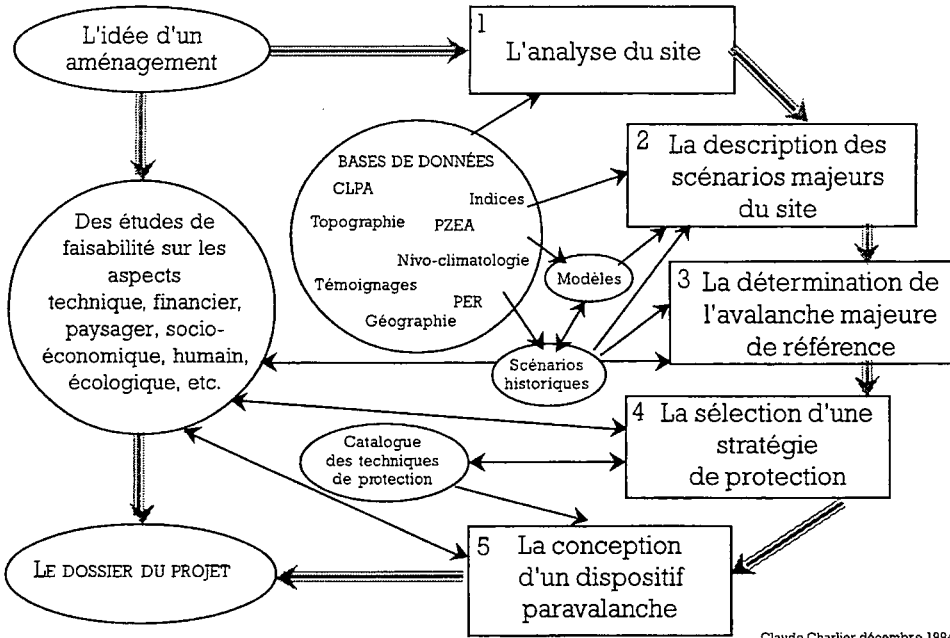 L'idée d'un
aménagement
1
L'analyse du site
BASES DE DONNÉES
CLPA
Indices
Topographie
PZEA
Nivo-climatologie
Témoignages
PER
Géographie
2
La description des
scénarios majeurs
du site
Modèles
3
La détermination de
l'avalanche majeure
de référence
Scénarios
historiques
Des études de
faisabilité sur les
aspects
technique, financier,
paysager, socio-
économique, humain,
écologique, etc.
4
La sélection d'une
stratégie
de protection
Catalogue
des techniques
de protection
5
La conception
d'un dispositif
paravalanche
LE DOSSIER DU PROJET
Claude Charlier décembre